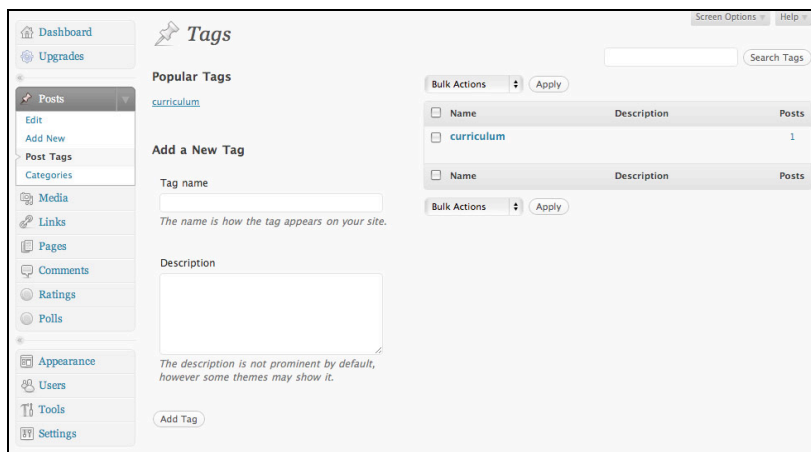 Screen Options
Help
Dashboard
Upgrades
Posts
Edit
Add New
Post Tags
Categories
Media
Links
Pages
Comments
Ratings
Polls
Appearance
Users
Tools
Settings
Tags
Popular Tags
curriculum
Add a New Tag
Tag name
The name is how the tag appears on your site.
Description
The description is not prominent by default,
however some themes may show it.
Add Tag
Search Tags
Bulk Actions Apply
Name Description Posts
curriculum 1
Name Description Posts
Bulk Actions Apply